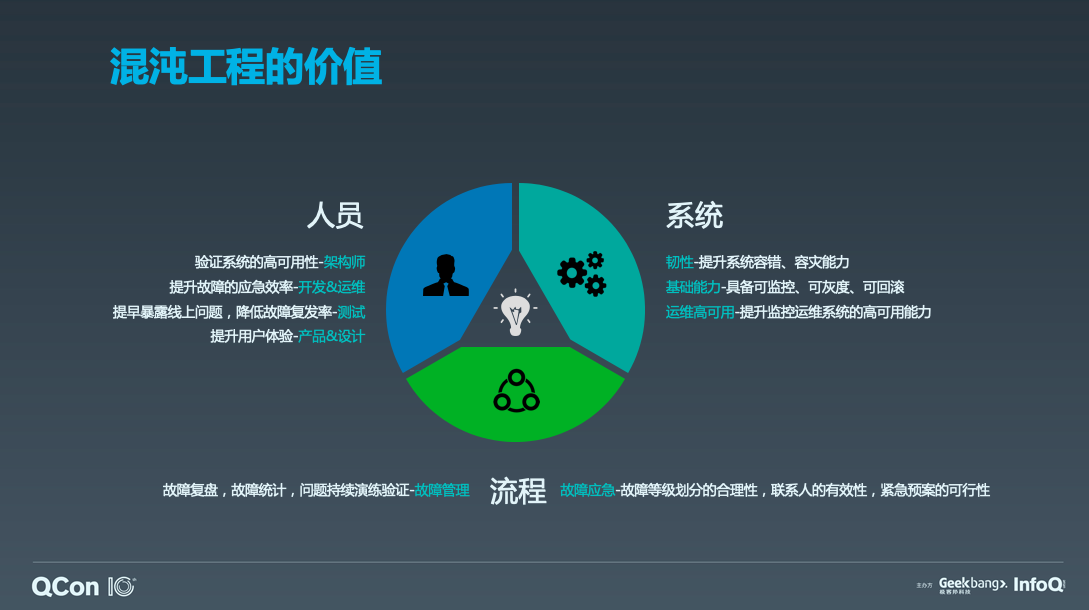 混沌工程的价值
人员
验证系统的高可用性-架构师
提升故障的应急效率-开发&运维
提早暴露线上问题，降低故障复发率-测试
提升用户体验-产品&设计
系统
韧性-提升系统容错、容灾能力
基础能力-具备可监控、可灰度、可回滚
运维高可用-提升监控运维系统的高可用能力
故障复盘，故障统计，问题持续演练验证-故障管理
流程
故障应急-故障等级划分的合理性，联系人的有效性，紧急预案的可行性
QCon 10
主办方 Geekbang>. InfoQ
极客邦科技